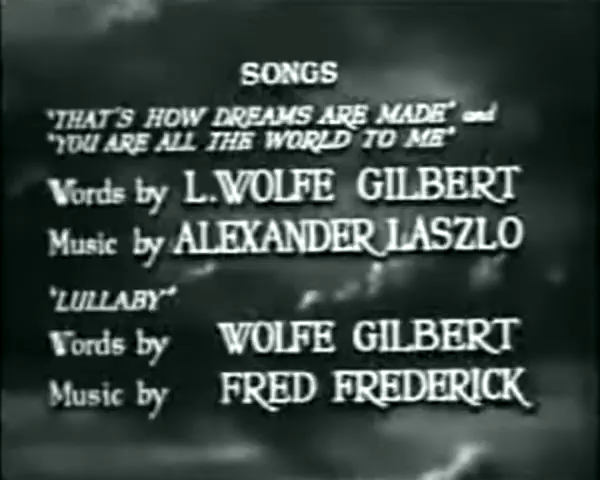 SONGS
"THAT'S HOW DREAMS ARE MADE" and
"YOU ARE ALL THE WORLD TO ME"
Words by L. WOLFE GILBERT
Music by ALEXANDER LASZLO
"LULLABY"
Words by WOLFE GILBERT
Music by FRED FREDERICK